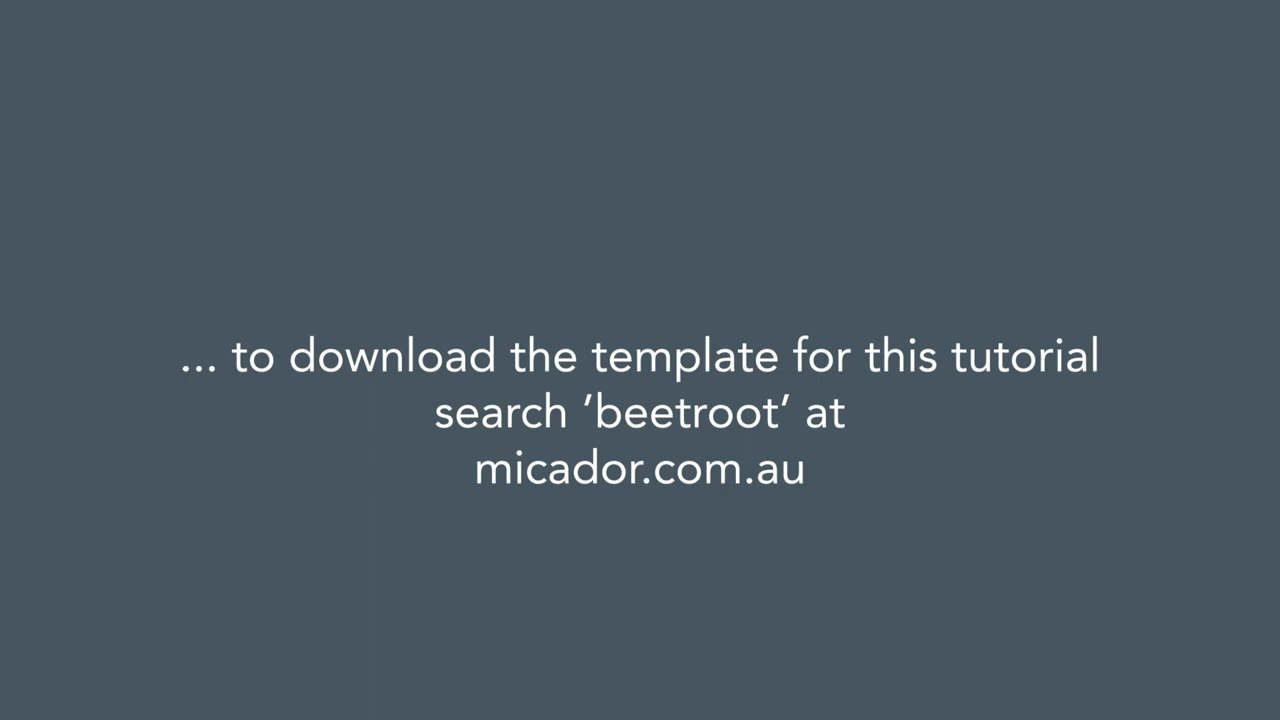 ... to download the template for this tutorial
search ’beetroot’ at
micador.com.au